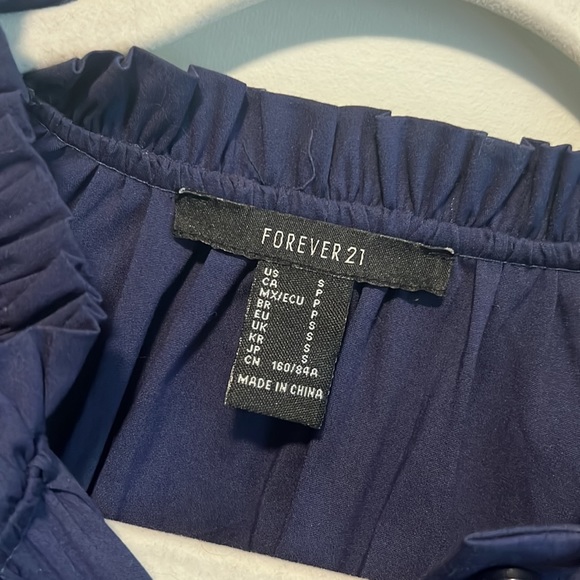 FOREVER 21
US S
CA P
MX/ECU P
BR P
EU S
UK S
KR S
JP S
CN 160/84A
MADE IN CHINA